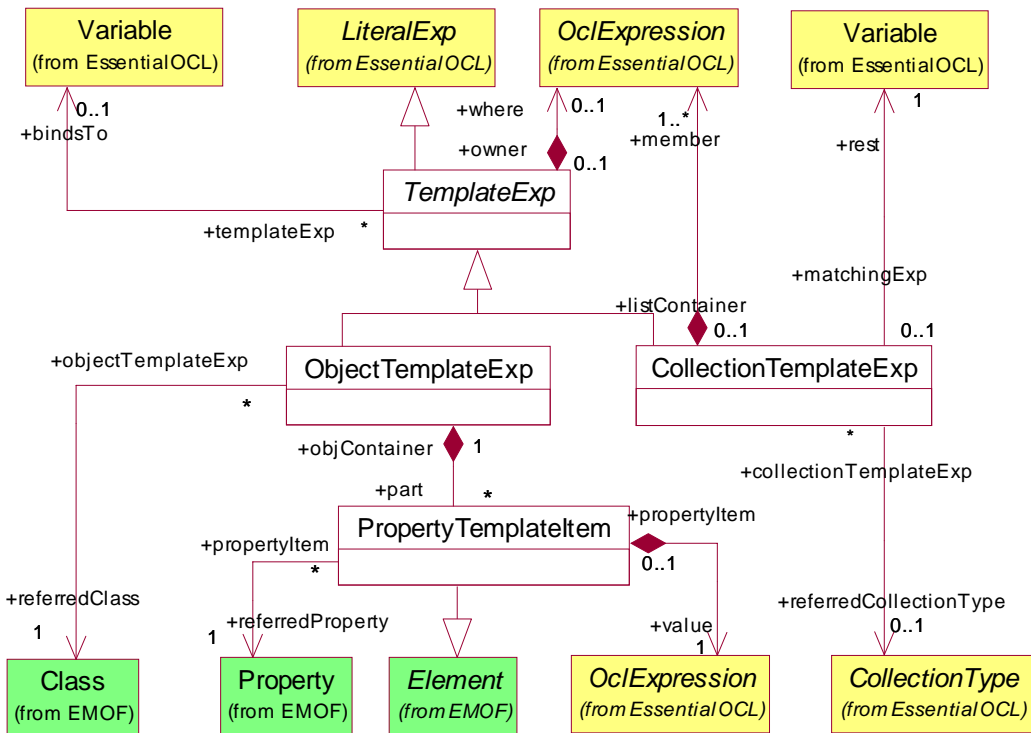 Variable
(from EssentialOCL)
LiteralExp
(from EssentialOCL)
OclExpression
(from EssentialOCL)
Variable
(from EssentialOCL)
0..1
+bindsTo
+where
0..1
1..*
+member
1
+rest
+owner
0..1
TemplateExp
+templateExp
*
+matchingExp
+listContainer
0..1
0..1
+objectTemplateExp
*
ObjectTemplateExp
CollectionTemplateExp
*
+objContainer
1
+collectionTemplateExp
+part
*
PropertyTemplateItem
+propertyItem
0..1
+propertyItem
*
+referredClass
1
+referredProperty
1
+value
1
+referredCollectionType
0..1
Class
(from EMOF)
Property
(from EMOF)
Element
(from EMOF)
OclExpression
(from EssentialOCL)
CollectionType
(from EssentialOCL)